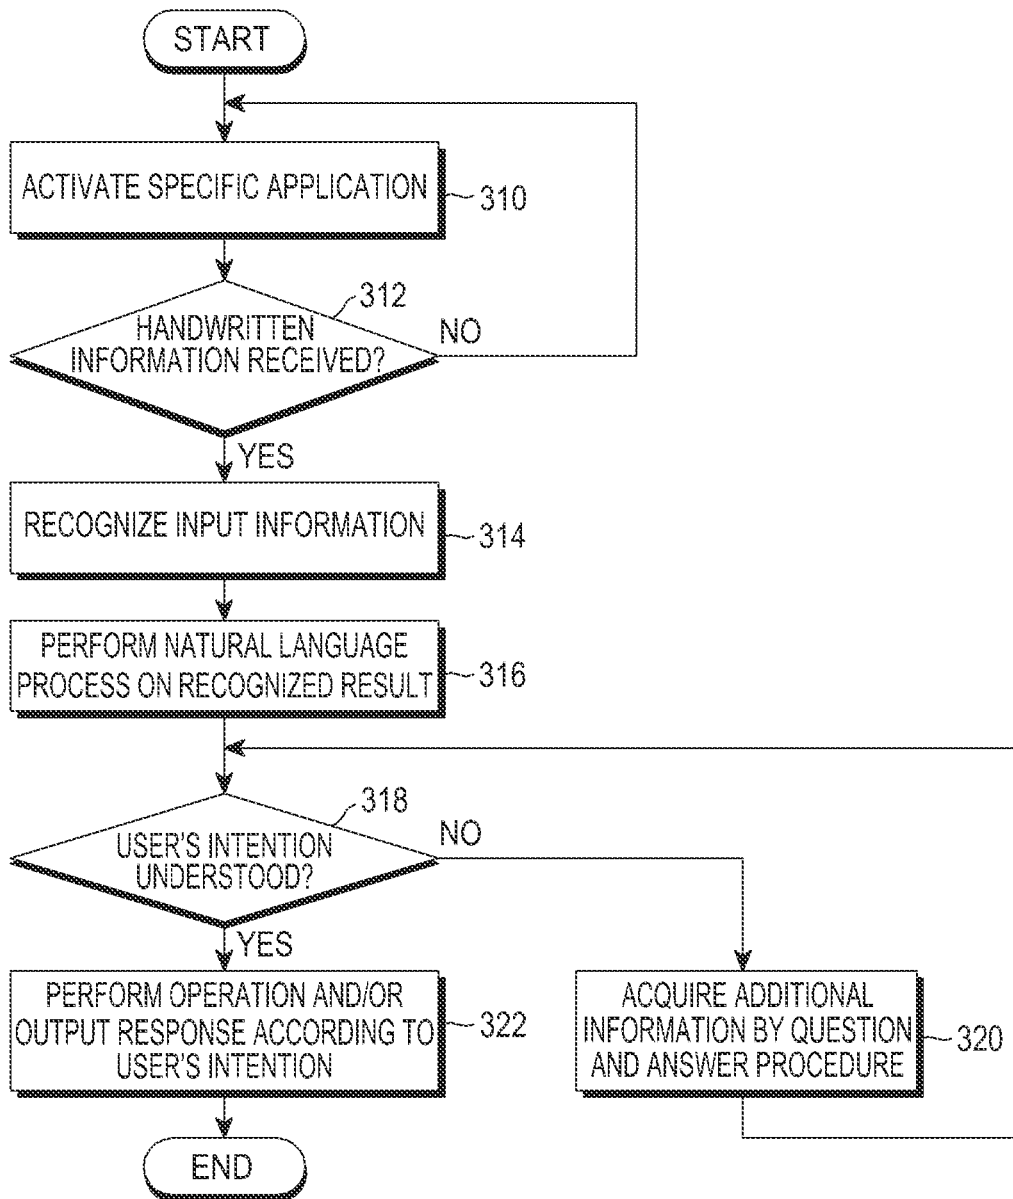 START
ACTIVATE SPECIFIC APPLICATION
310
312
HANDWRITTEN
INFORMATION RECEIVED?
NO
YES
RECOGNIZE INPUT INFORMATION
314
PERFORM NATURAL LANGUAGE
PROCESS ON RECOGNIZED RESULT
316
318
USER'S INTENTION
UNDERSTOOD?
NO
YES
PERFORM OPERATION AND/OR
OUTPUT RESPONSE ACCORDING TO
USER'S INTENTION
322
ACQUIRE ADDITIONAL
INFORMATION BY QUESTION
AND ANSWER PROCEDURE
320
END